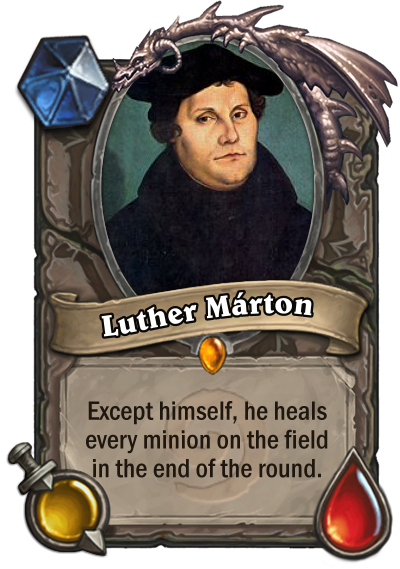 Luther Márton
Except himself, he heals
every minion on the field
in the end of the round.